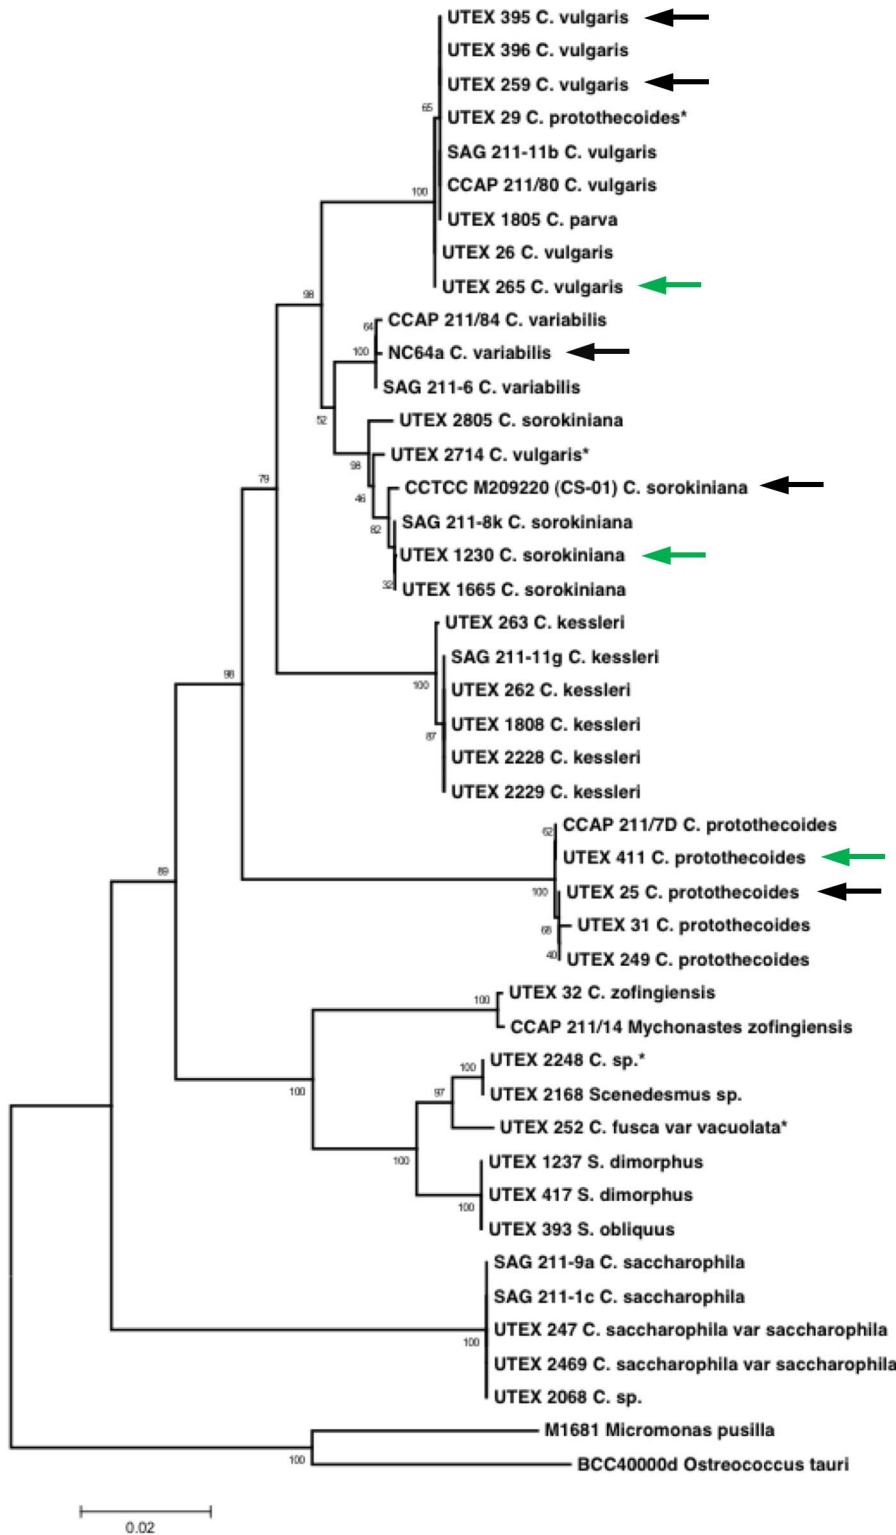 UTEX 395 C. vulgaris
UTEX 396 C. vulgaris
UTEX 259 C. vulgaris
65
UTEX 29 C. protothecoides*
SAG 211-11b C. vulgaris
CCAP 211/80 C. vulgaris
100
UTEX 1805 C. parva
UTEX 26 C. vulgaris
UTEX 265 C. vulgaris
98
CCAP 211/84 C. variabilis
64
100
NC64a C. variabilis
SAG 211-6 C. variabilis
52
UTEX 2805 C. sorokiniana
UTEX 2714 C. vulgaris*
98
79
CCTCC M209220 (CS-01) C. sorokiniana
46
SAG 211-8k C. sorokiniana
82
UTEX 1230 C. sorokiniana
32
UTEX 1665 C. sorokiniana
UTEX 263 C. kessleri
SAG 211-11g C. kessleri
98
100
UTEX 262 C. kessleri
UTEX 1808 C. kessleri
87
UTEX 2228 C. kessleri
UTEX 2229 C. kessleri
CCAP 211/7D C. protothecoides
62
UTEX 411 C. protothecoides
89
100
UTEX 25 C. protothecoides
UTEX 31 C. protothecoides
68
40
UTEX 249 C. protothecoides
UTEX 32 C. zofingiensis
100
CCAP 211/14 Mychonastes zofingiensis
UTEX 2248 C. sp.*
100
100
97
UTEX 2168 Scenedesmus sp.
UTEX 252 C. fusca var vacuolata*
100
UTEX 1237 S. dimorphus
UTEX 417 S. dimorphus
100
UTEX 393 S. obliquus
SAG 211-9a C. saccharophila
SAG 211-1c C. saccharophila
UTEX 247 C. saccharophila var saccharophila
100
UTEX 2469 C. saccharophila var saccharophila
UTEX 2068 C. sp.
M1681 Micromonas pusilla
100
BCC40000d Ostreococcus tauri
0.02